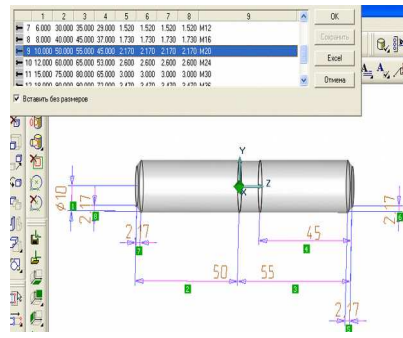 1 2 3 4 5 6 7 8 9
OK
7 6.000 30.000 35.000 29.000 1.520 1.520 1.520 1.520 M12
8 8.000 40.000 45.000 37.000 1.730 1.730 1.730 1.730 M16
Сохранить
9 10.000 50.000 55.000 45.000 2.170 2.170 2.170 2.170 M20
Excel
10 12.000 60.000 65.000 53.000 2.600 2.600 2.600 2.600 M24
11 15.000 75.000 80.000 65.000 3.000 3.000 3.000 3.000 M30
Отмена
Вставить без размеров
Y
Z
X
⌀10
2,17
2,17
45
2,17
50
55
2,17